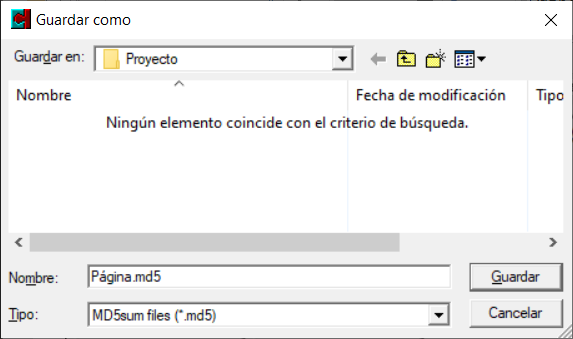 Guardar como
Guardar en: Proyecto
Nombre Fecha de modificación Tipo
Ningún elemento coincide con el criterio de búsqueda.
Nombre: Página.md5 Guardar
Tipo: MD5sum files (*.md5) Cancelar